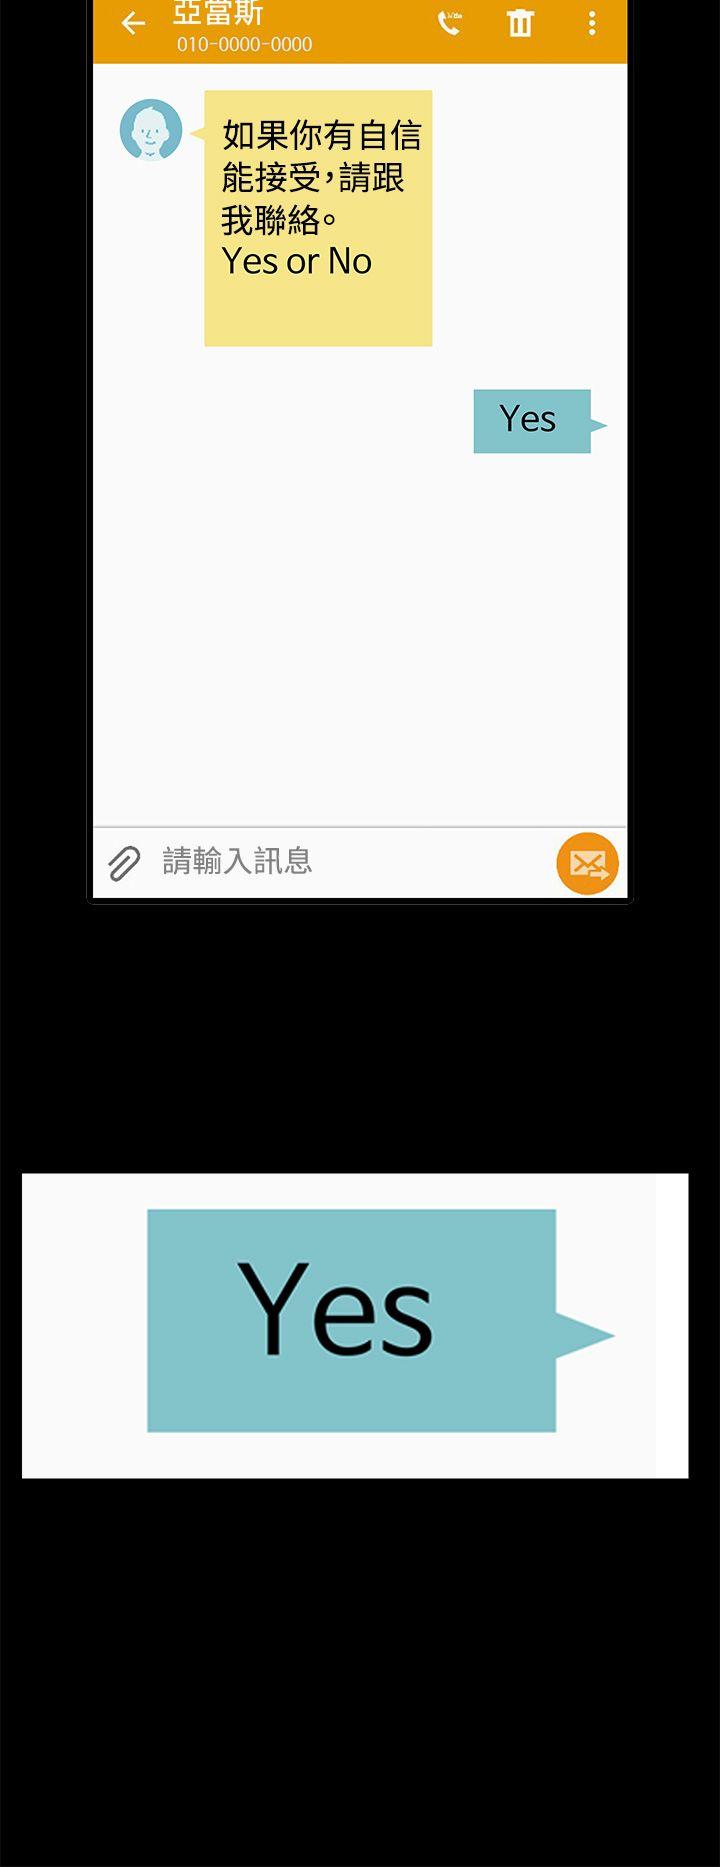 亞當斯
010-0000-0000
如果你有自信
能接受，請跟
我聯絡。
Yes or No
Yes
請輸入訊息
Yes